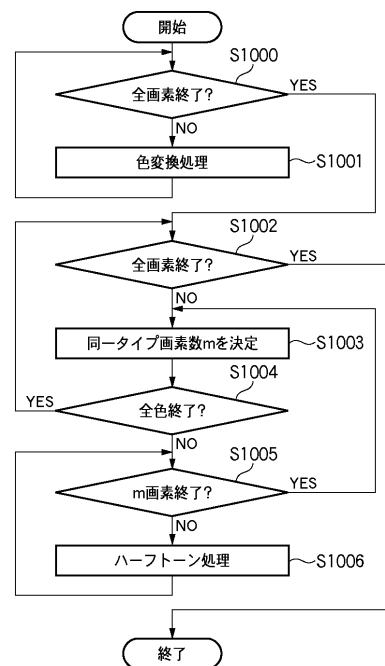 開始
S1000
全画素終了?
YES
NO
色変換処理
S1001
S1002
全画素終了?
YES
NO
同一タイプ画素数mを決定
S1003
S1004
YES
全色終了?
NO
S1005
m画素終了?
YES
NO
ハーフトーン処理
S1006
終了